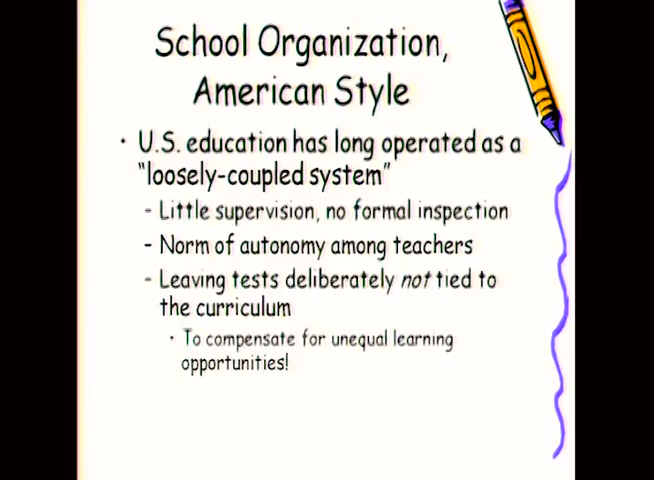 School Organization,
American Style
· U.S. education has long operated as a
"loosely-coupled system"
- Little supervision, no formal inspection
- Norm of autonomy among teachers
- Leaving tests deliberately not tied to
the curriculum
· To compensate for unequal learning
opportunities!